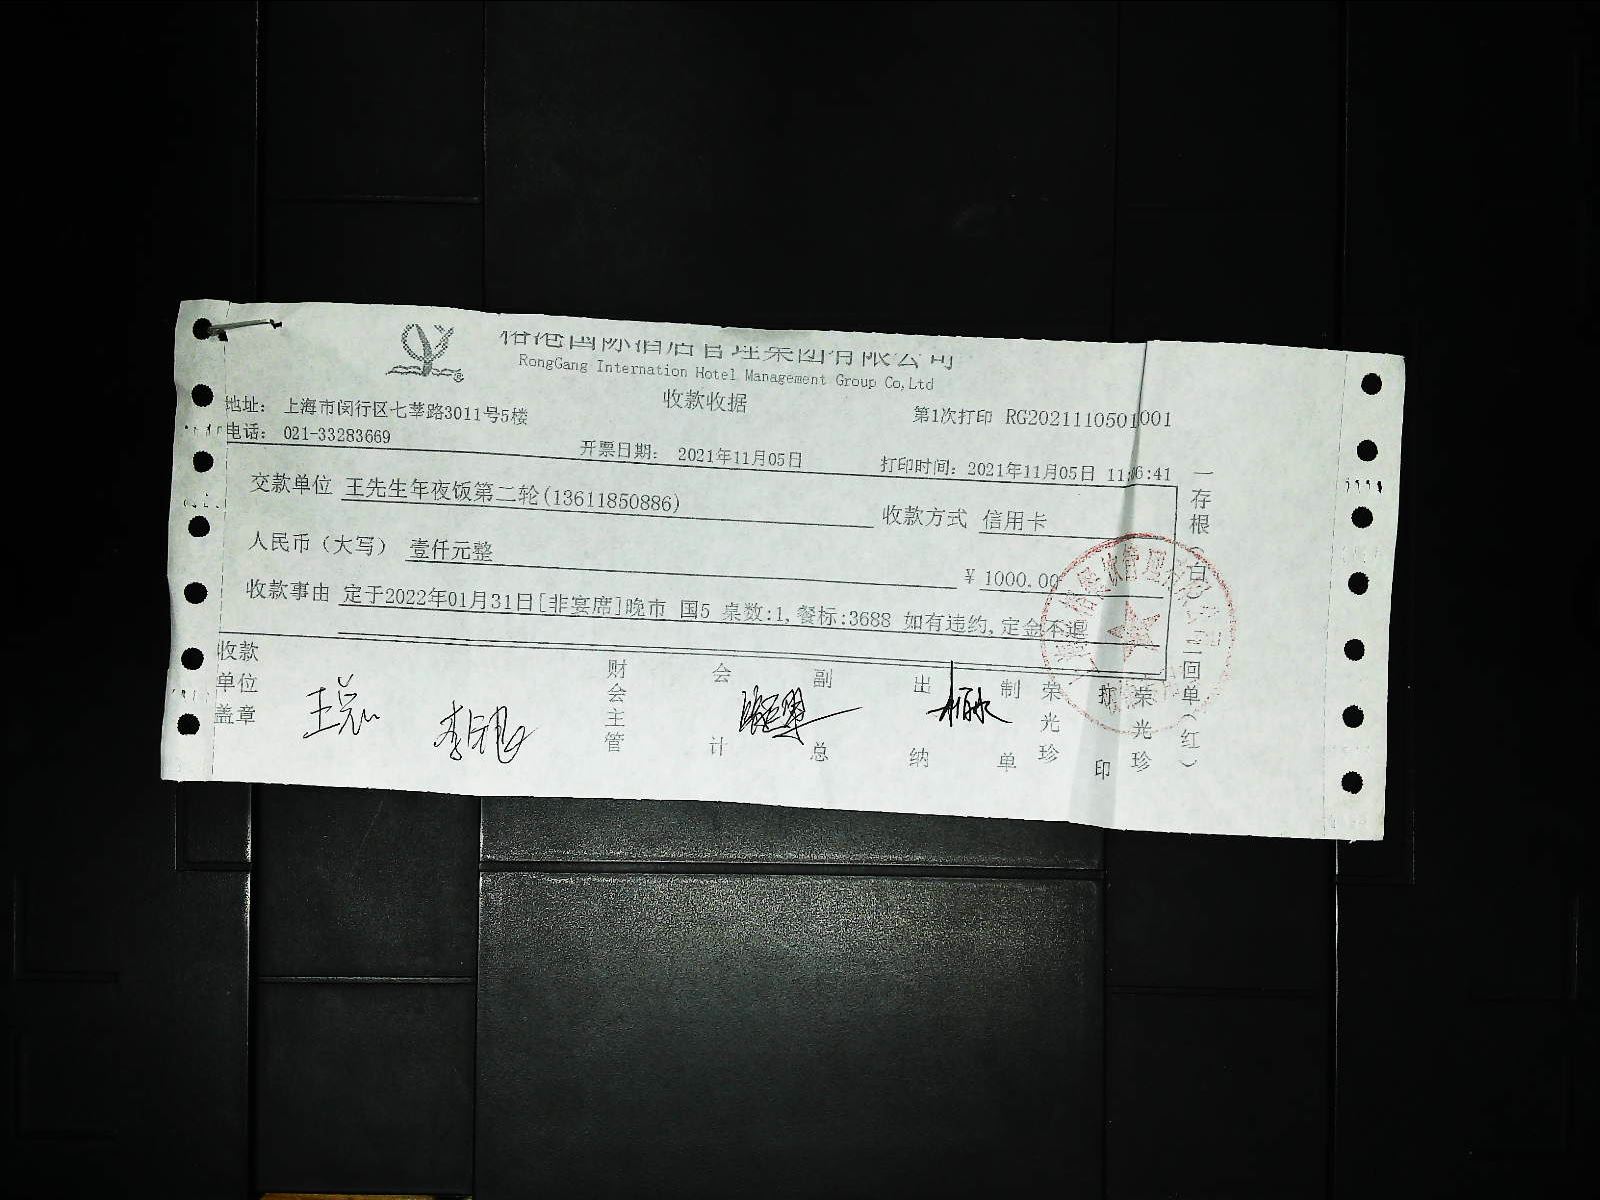 榕港国际酒店管理集团有限公司
RongGang Internation Hotel Management Group Co,Ltd
收款收据
地址： 上海市闵行区七莘路3011号5楼
第1次打印 RG2021110501001
电话： 021-33283669
开票日期： 2021年11月05日
打印时间：2021年11月05日
交款单位 王先生年夜饭第二轮(13611850886)
收款方式 信用卡
人民币（大写） 壹仟元整
¥ 1000.00
收款事由 定于2022年01月31日[非宴席]晚市 国5 桌数:1,餐标:3688 如有违约,定金不退
收款单位盖章
财会主管
会计
副总
出纳
制单
荣光珍
打印
荣光珍
一存根(白)二回单(红)